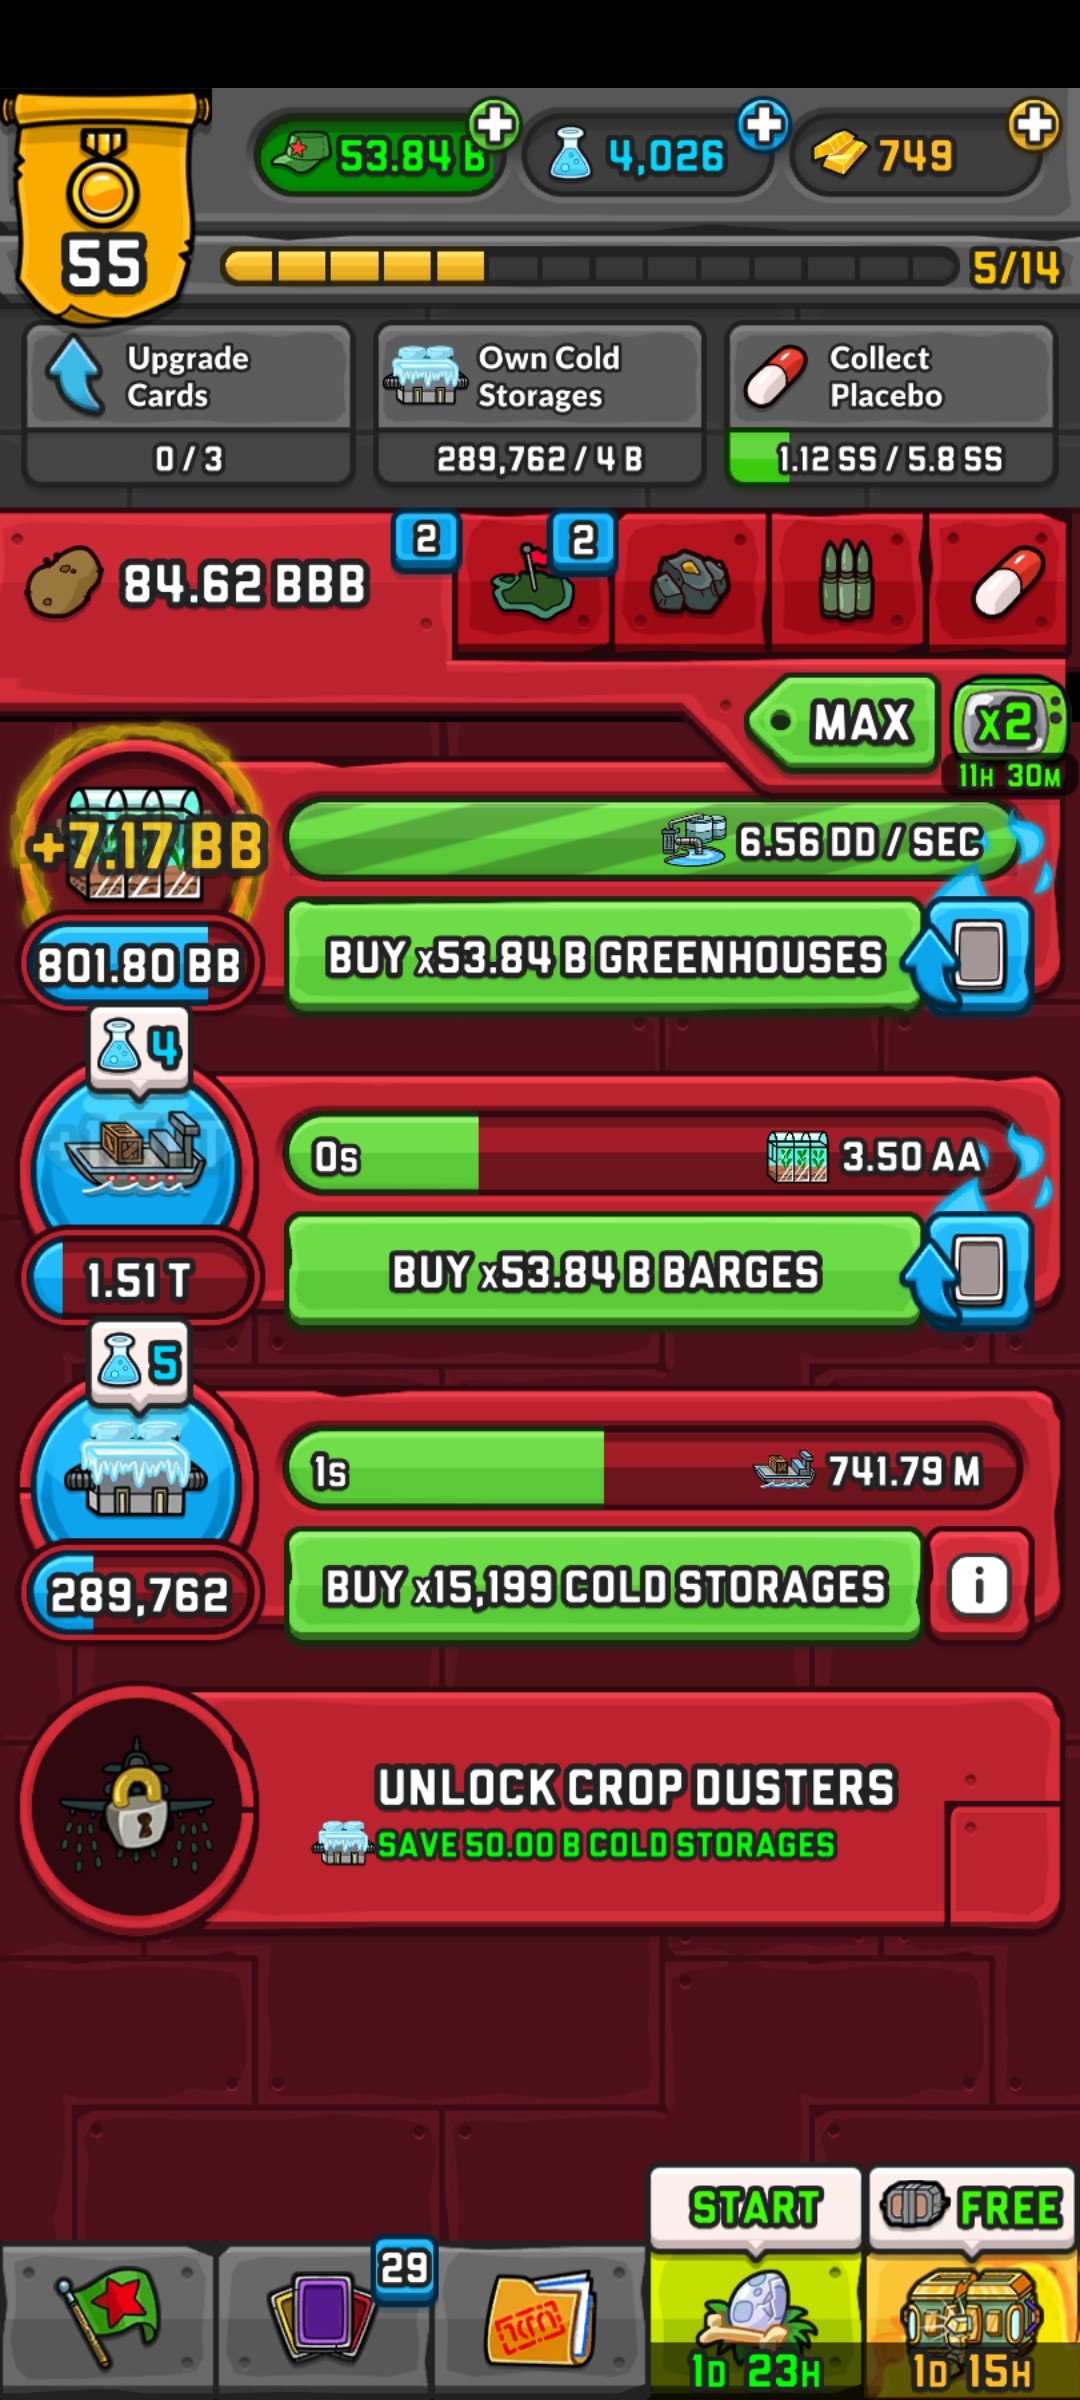 53.84 B
4,026
749
55
5/14
Upgrade
Cards
0 / 3
Own Cold
Storages
289,762 / 4 B
Collect
Placebo
1.12 SS / 5.8 SS
84.62 BBB
2
2
MAX
x2
11H 30M
+7.17 BB
6.56 DD / SEC
801.80 BB
BUY x53.84 B GREENHOUSES
4
0s
3.50 AA
1.51 T
BUY x53.84 B BARGES
5
1s
741.79 M
289,762
BUY x15,199 COLD STORAGES
i
UNLOCK CROP DUSTERS
SAVE 50.00 B COLD STORAGES
START
FREE
29
1D 23H
1D 15H